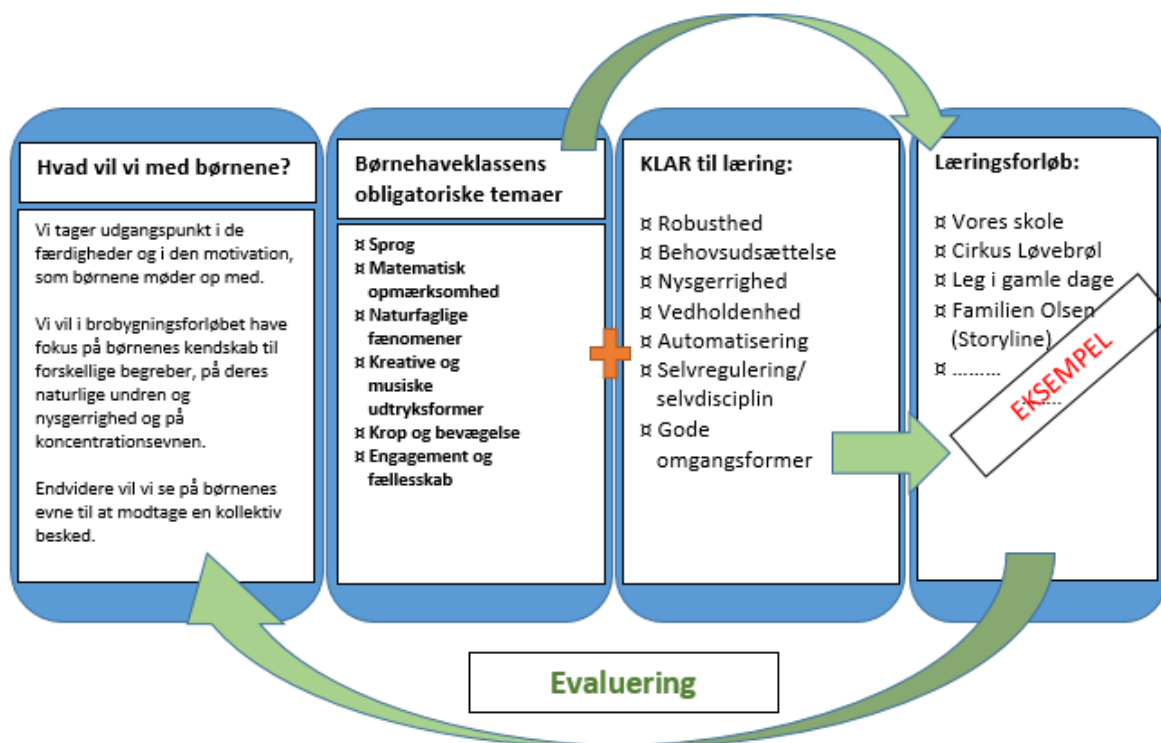 Hvad vil vi med børnene?
Vi tager udgangspunkt i de
færdigheder og i den motivation,
som børnene møder op med.
Vi vil i brobygningsforløbet have
fokus på børnenes kendskab til
forskellige begreber, på deres
naturlige undren og
nysgerrighed og på
koncentrationsevnen.
Endvidere vil vi se på børnenes
evne til at modtage en kollektiv
besked.
Børnehaveklassens
obligatoriske temaer
¤ Sprog
¤ Matematisk
opmærksomhed
¤ Naturfaglige
fænomener
¤ Kreative og
musiske
udtryksformer
¤ Krop og bevægelse
¤ Engagement og
fællesskab
KLAR til læring:
¤ Robusthed
¤ Behovsudsættelse
¤ Nysgerrighed
¤ Vedholdenhed
¤ Automatisering
¤ Selvregulering/
selvdisciplin
¤ Gode
omgangsformer
Læringsforløb:
¤ Vores skole
¤ Cirkus Løvebrøl
¤ Leg i gamle dage
¤ Familien Olsen
(Storyline)
¤ .........
EKSEMPEL
Evaluering